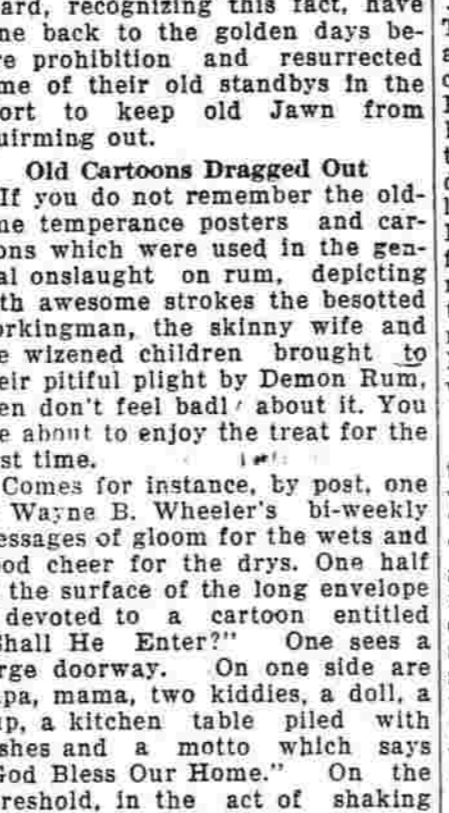 ard, recognizing this fact, have
ne back to the golden days be-
re prohibition and resurrected
me of their old standbys in the
ort to keep old Jawn from
uirming out.
Old Cartoons Dragged Out
If you do not remember the old-
ne temperance posters and car-
ons which were used in the gen-
al onslaught on rum, depicting
th awesome strokes the besotted
orkingman, the skinny wife and
e wizened children brought to
eir pitiful plight by Demon Rum,
en don't feel badl about it. You
e about to enjoy the treat for the
st time.
Comes for instance, by post, one
Wayne B. Wheeler's bi-weekly
essages of gloom for the wets and
od cheer for the drys. One half
the surface of the long envelope
devoted to a cartoon entitled
Shall He Enter?" One sees a
rge doorway. On one side are
pa, mama, two kiddies, a doll, a
up, a kitchen table piled with
shes and a motto which says
God Bless Our Home." On the
reshold, in the act of shaking